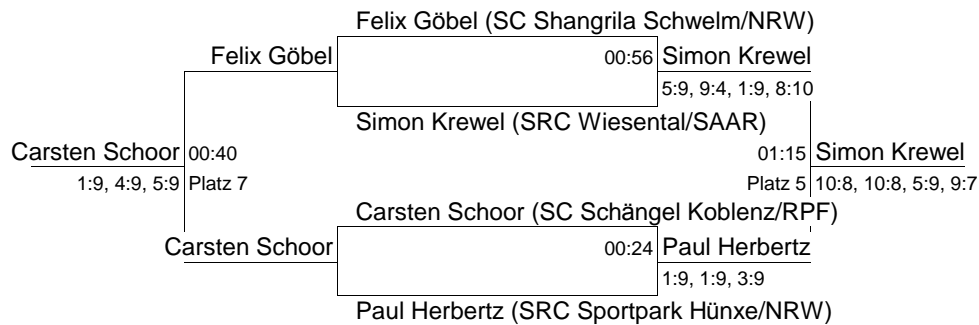 Felix Göbel (SC Shangrila Schwelm/NRW)
Felix Göbel 00:56 Simon Krewel
5:9, 9:4, 1:9, 8:10
Simon Krewel (SRC Wiesental/SAAR)
Carsten Schoor 00:40 01:15 Simon Krewel
1:9, 4:9, 5:9 Platz 7 Platz 5 10:8, 10:8, 5:9, 9:7
Carsten Schoor (SC Schängel Koblenz/RPF)
Carsten Schoor 00:24 Paul Herbertz
1:9, 1:9, 3:9
Paul Herbertz (SRC Sportpark Hünxe/NRW)